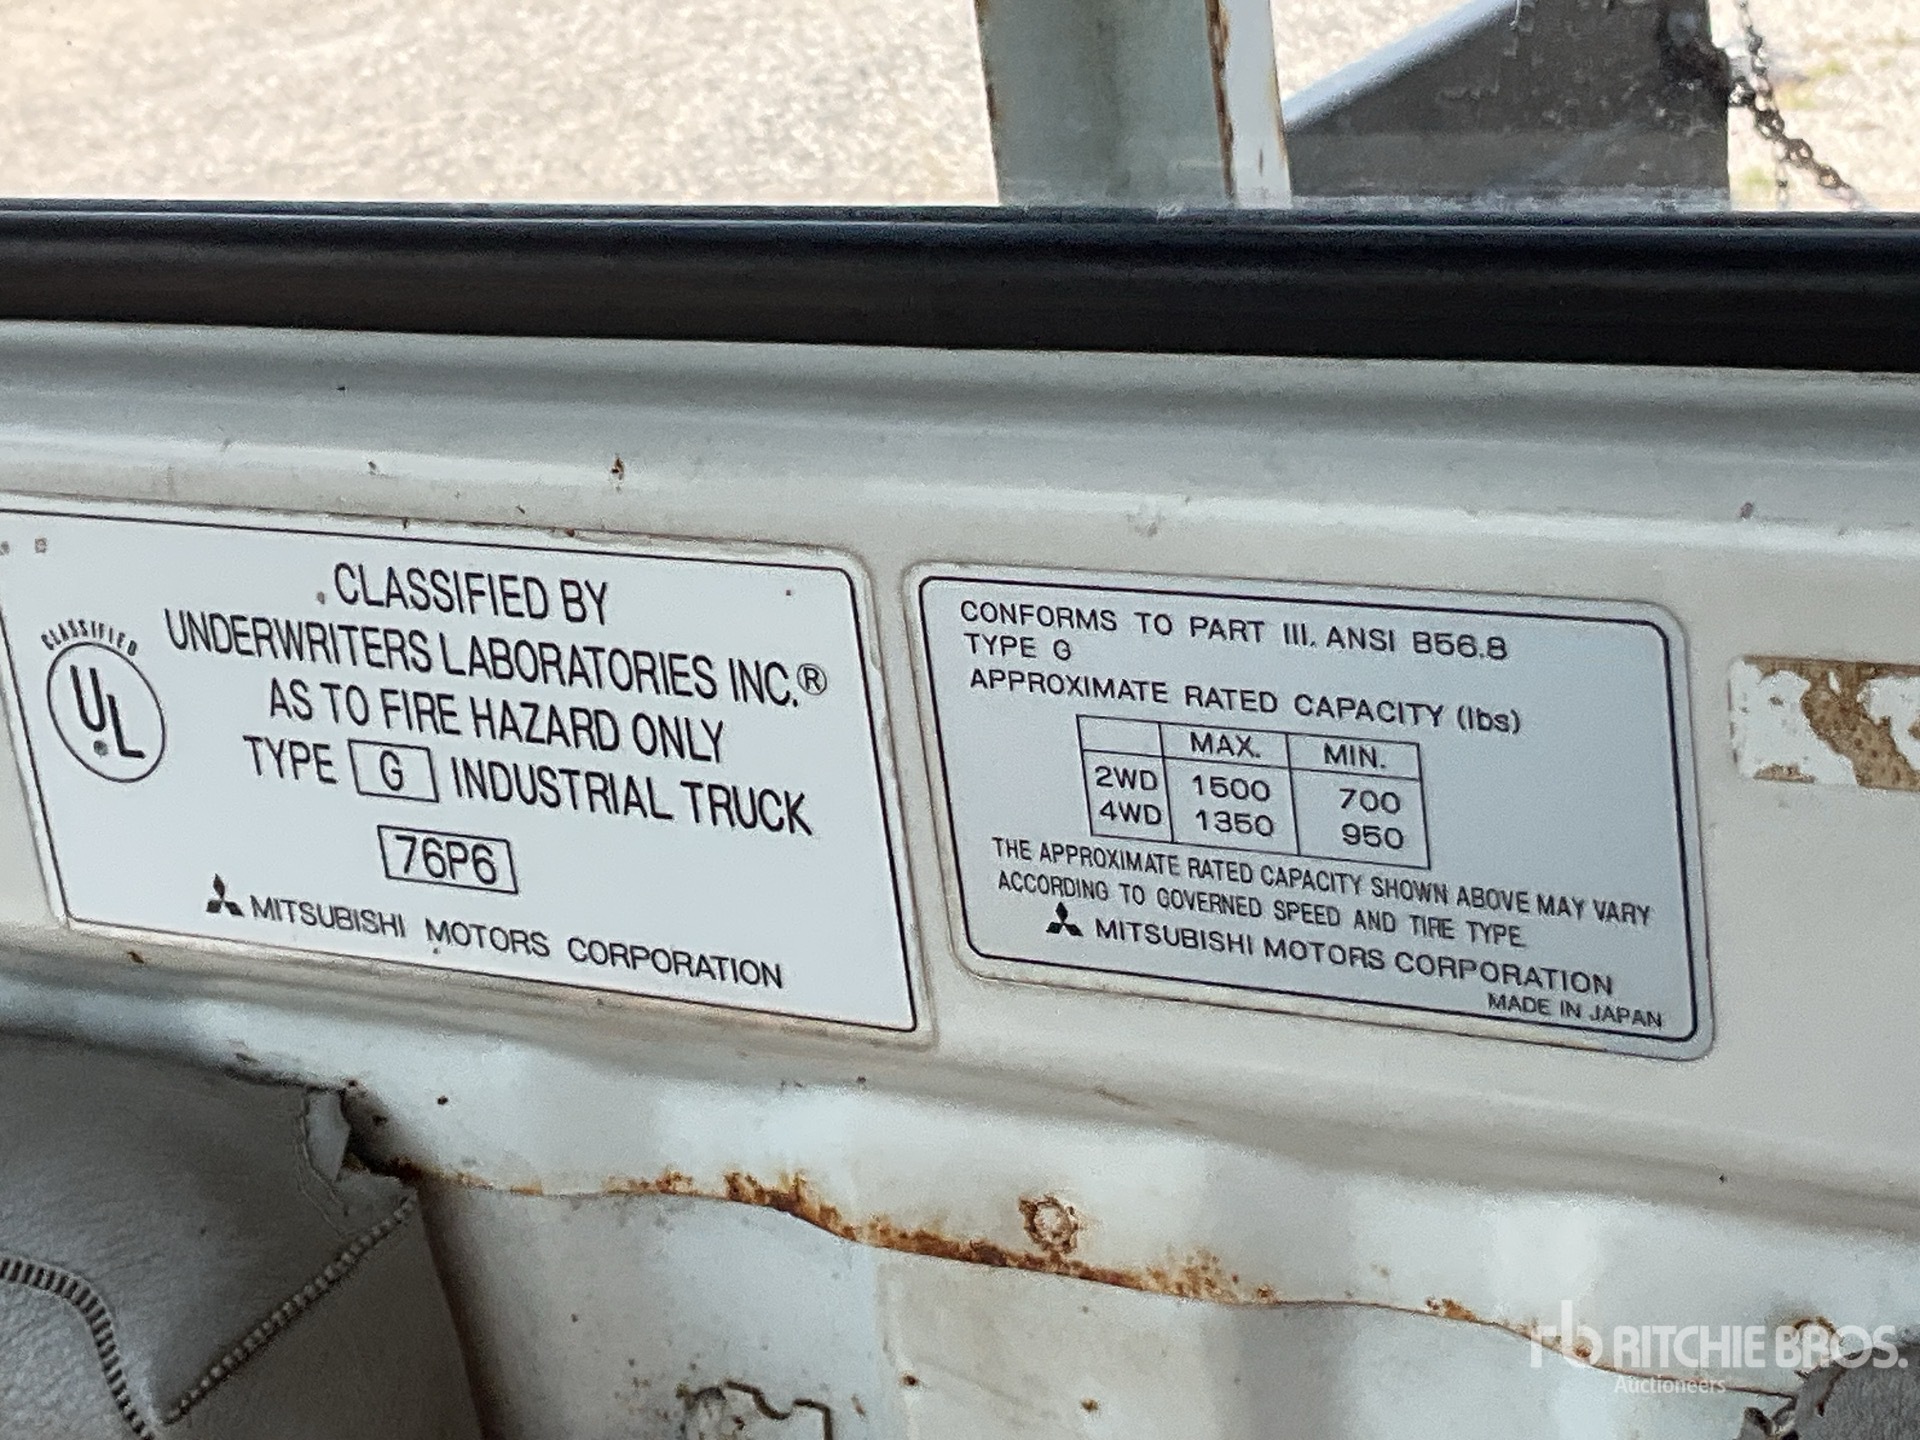 CLASSIFIED
UL
CLASSIFIED BY
UNDERWRITERS LABORATORIES INC.®
AS TO FIRE HAZARD ONLY
TYPE G INDUSTRIAL TRUCK
76P6
MITSUBISHI MOTORS CORPORATION
CONFORMS TO PART III. ANSI B56.8
TYPE G
APPROXIMATE RATED CAPACITY (lbs)
MAX. MIN.
2WD 1500 700
4WD 1350 950
THE APPROXIMATE RATED CAPACITY SHOWN ABOVE MAY VARY
ACCORDING TO GOVERNED SPEED AND TIRE TYPE
MITSUBISHI MOTORS CORPORATION
MADE IN JAPAN
rb RITCHIE BROS.
Auctioneers